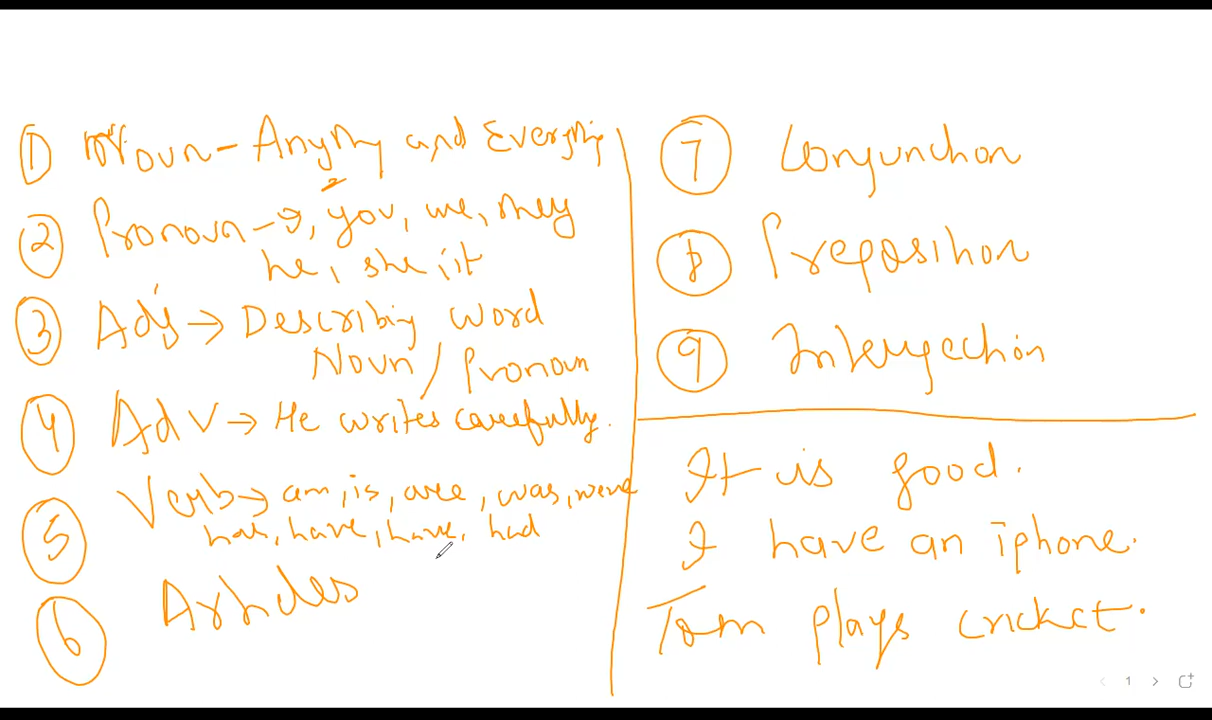 1 Noun - Anything and Everything
2 Pronoun - I, you, we, they
he, she, it
3 Adj → Describing word
Noun / Pronoun
4 Adv → He writes carefully.
5 Verb → am, is, are, was, were
has, have, have, had
6 Articles
7 Conjunction
8 Preposition
9 Interjection
It is good.
I have an iphone.
Tom plays cricket.
1